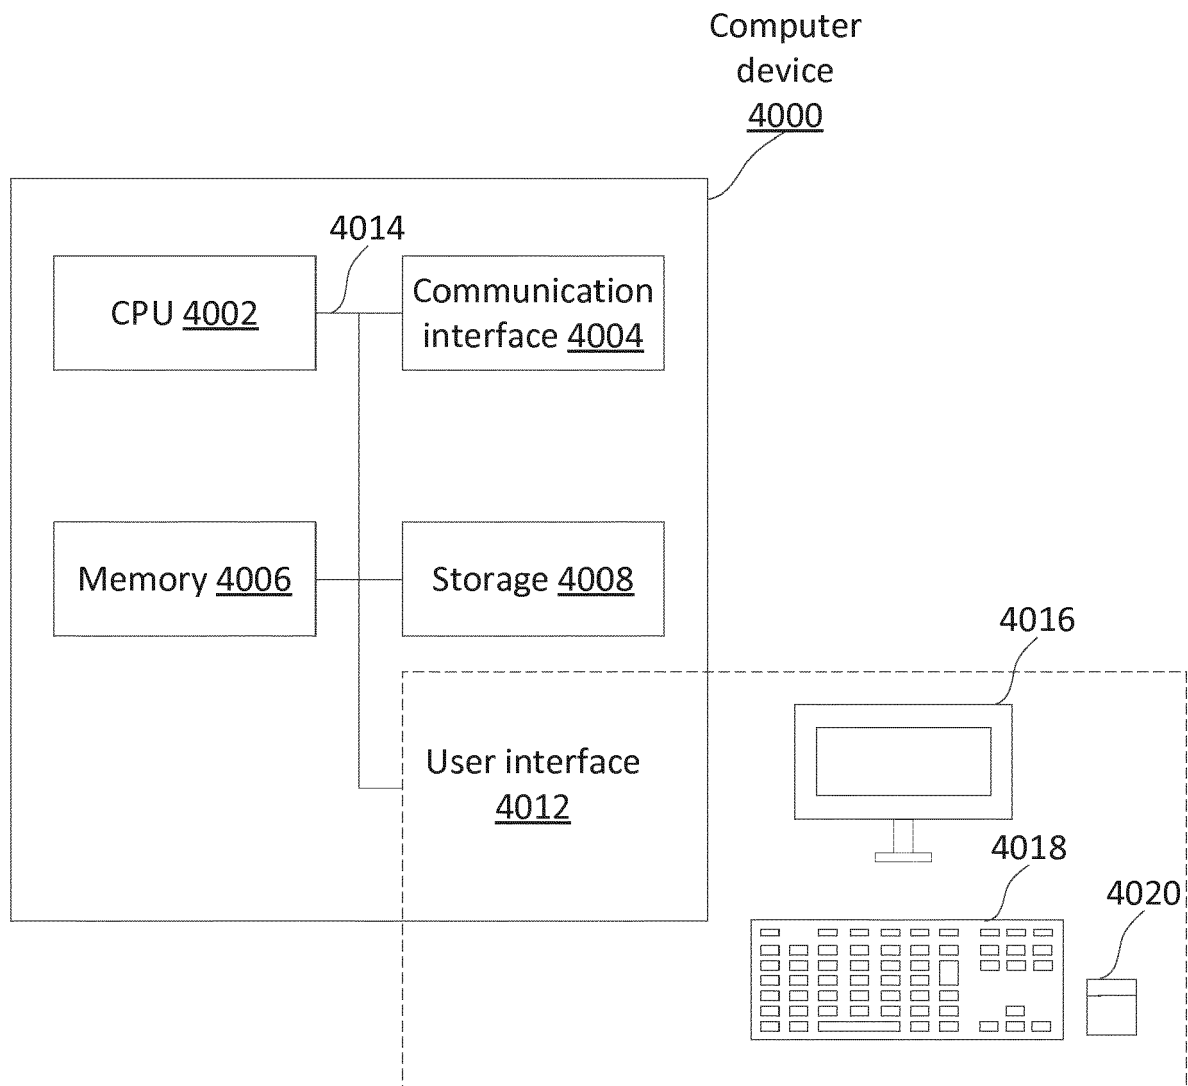 Computer
device
4000
4014
CPU 4002
Communication
interface 4004
Memory 4006
Storage 4008
4016
User interface
4012
4018
4020